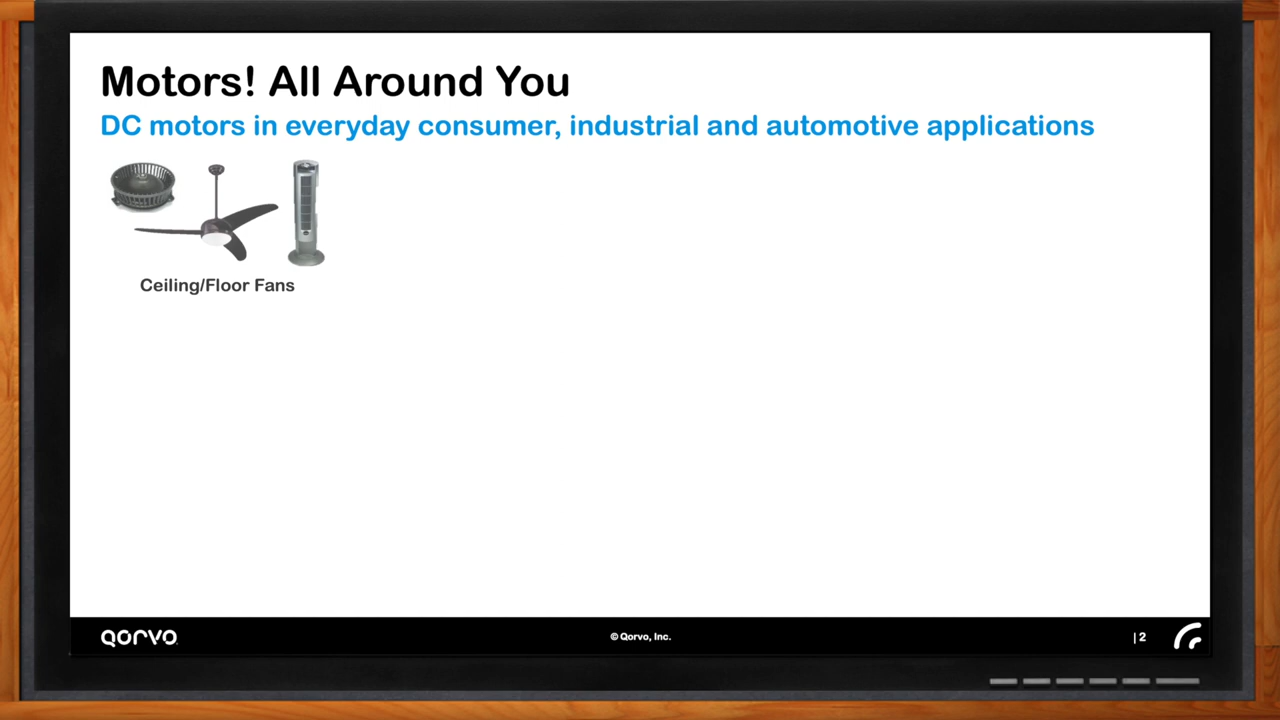 Motors! All Around You
DC motors in everyday consumer, industrial and automotive applications
Ceiling/Floor Fans
QORVO
© Qorvo, Inc.
| 2